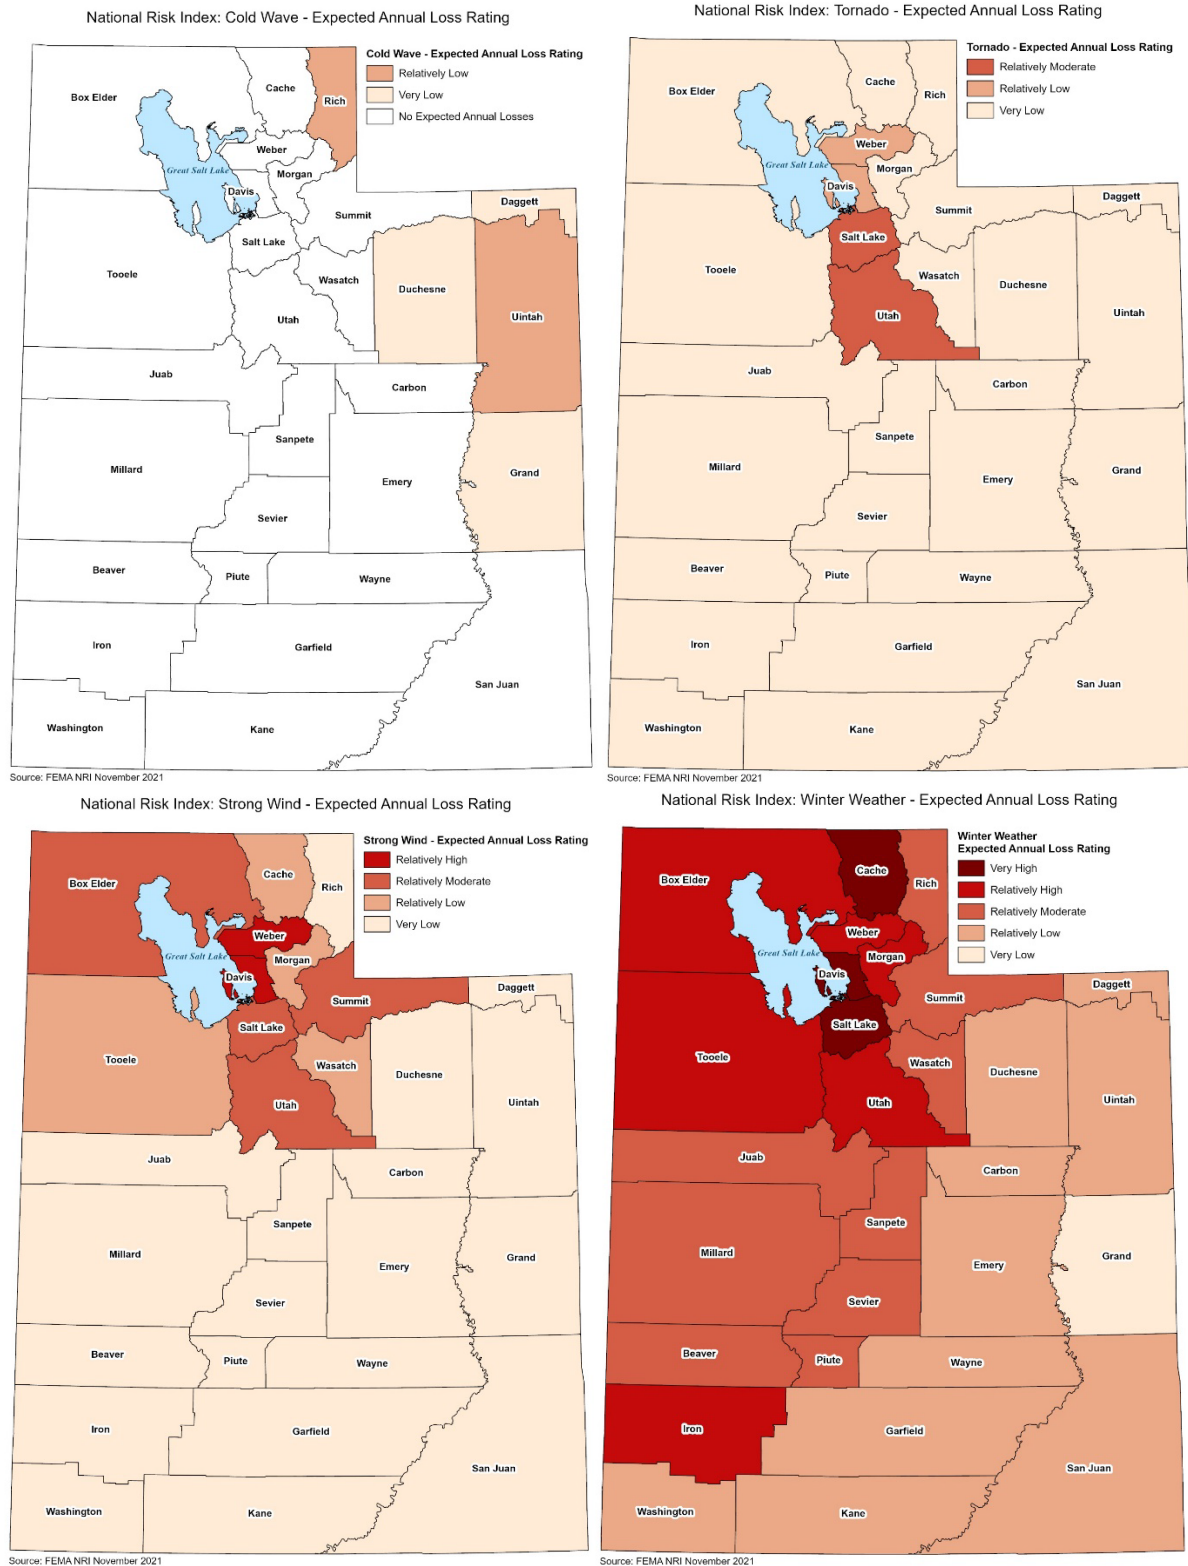 National Risk Index: Cold Wave - Expected Annual Loss Rating
Cold Wave - Expected Annual Loss Rating
Relatively Low
Very Low
No Expected Annual Losses
Box Elder
Cache
Rich
Weber
Morgan
Great Salt Lake
Davis
Summit
Daggett
Salt Lake
Tooele
Wasatch
Duchesne
Uintah
Utah
Juab
Carbon
Sanpete
Millard
Emery
Grand
Sevier
Beaver
Piute
Wayne
Iron
Garfield
San Juan
Washington
Kane
Source: FEMA NRI November 2021
National Risk Index: Tornado - Expected Annual Loss Rating
Tornado - Expected Annual Loss Rating
Relatively Moderate
Relatively Low
Very Low
Box Elder
Cache
Rich
Weber
Great Salt Lake
Morgan
Davis
Daggett
Summit
Salt Lake
Tooele
Wasatch
Duchesne
Uintah
Utah
Juab
Carbon
Sanpete
Millard
Emery
Grand
Sevier
Beaver
Piute
Wayne
Iron
Garfield
San Juan
Washington
Kane
Source: FEMA NRI November 2021
National Risk Index: Strong Wind - Expected Annual Loss Rating
Strong Wind - Expected Annual Loss Rating
Relatively High
Relatively Moderate
Relatively Low
Very Low
Box Elder
Cache
Rich
Weber
Great Salt Lake
Morgan
Davis
Daggett
Summit
Salt Lake
Tooele
Wasatch
Duchesne
Uintah
Utah
Juab
Carbon
Sanpete
Millard
Emery
Grand
Sevier
Beaver
Piute
Wayne
Iron
Garfield
San Juan
Washington
Kane
Source: FEMA NRI November 2021
National Risk Index: Winter Weather - Expected Annual Loss Rating
Winter Weather
Expected Annual Loss Rating
Very High
Relatively High
Relatively Moderate
Relatively Low
Very Low
Box Elder
Cache
Rich
Weber
Great Salt Lake
Morgan
Davis
Daggett
Summit
Salt Lake
Tooele
Wasatch
Duchesne
Uintah
Utah
Juab
Carbon
Sanpete
Millard
Emery
Grand
Sevier
Beaver
Piute
Wayne
Iron
Garfield
San Juan
Washington
Kane
Source: FEMA NRI November 2021